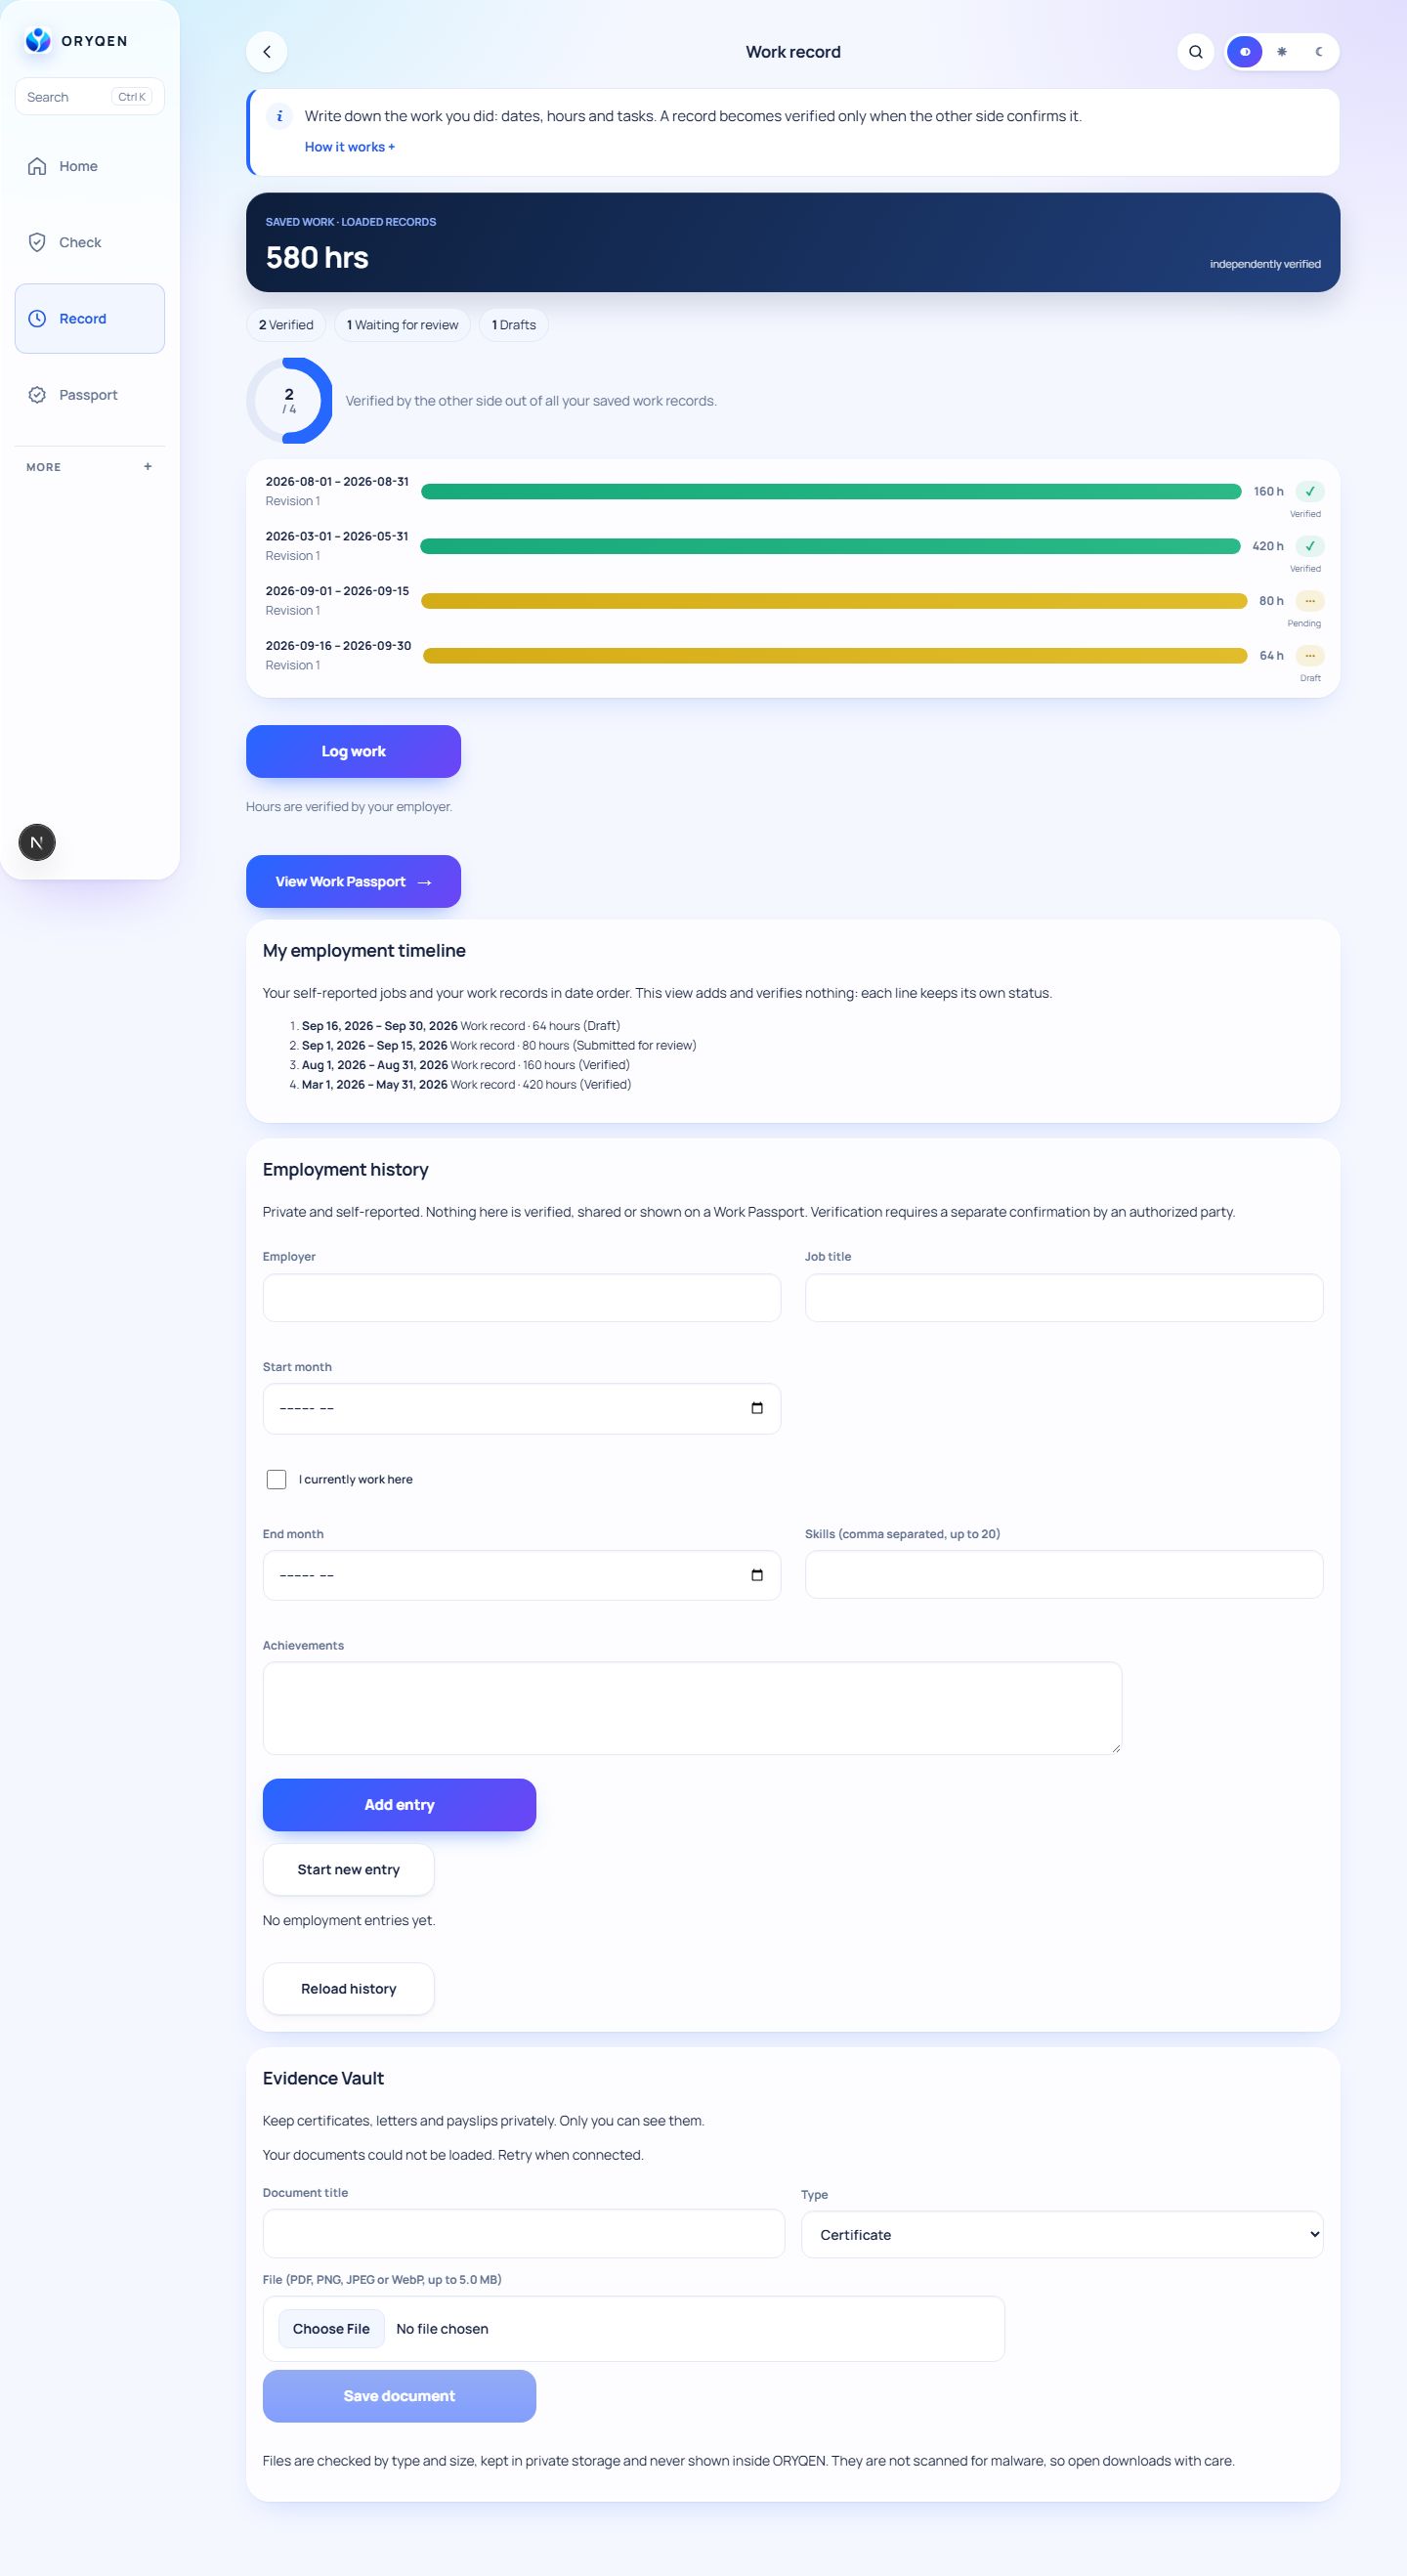 ORYQEN
Search Ctrl K
Home
Check
Record
Passport
MORE +
Work record
Write down the work you did: dates, hours and tasks. A record becomes verified only when the other side confirms it.
How it works +
SAVED WORK · LOADED RECORDS
580 hrs
independently verified
2 Verified
1 Waiting for review
1 Drafts
2
/ 4
Verified by the other side out of all your saved work records.
2026-08-01 – 2026-08-31
Revision 1
160 h
Verified
2026-03-01 – 2026-05-31
Revision 1
420 h
Verified
2026-09-01 – 2026-09-15
Revision 1
80 h
Pending
2026-09-16 – 2026-09-30
Revision 1
64 h
Draft
Log work
Hours are verified by your employer.
View Work Passport →
My employment timeline
Your self-reported jobs and your work records in date order. This view adds and verifies nothing: each line keeps its own status.
1. Sep 16, 2026 – Sep 30, 2026 Work record · 64 hours (Draft)
2. Sep 1, 2026 – Sep 15, 2026 Work record · 80 hours (Submitted for review)
3. Aug 1, 2026 – Aug 31, 2026 Work record · 160 hours (Verified)
4. Mar 1, 2026 – May 31, 2026 Work record · 420 hours (Verified)
Employment history
Private and self-reported. Nothing here is verified, shared or shown on a Work Passport. Verification requires a separate confirmation by an authorized party.
Employer
Job title
Start month
---- --
I currently work here
End month
Skills (comma separated, up to 20)
---- --
Achievements
Add entry
Start new entry
No employment entries yet.
Reload history
Evidence Vault
Keep certificates, letters and payslips privately. Only you can see them.
Your documents could not be loaded. Retry when connected.
Document title
Type
Certificate
File (PDF, PNG, JPEG or WebP, up to 5.0 MB)
Choose File No file chosen
Save document
Files are checked by type and size, kept in private storage and never shown inside ORYQEN. They are not scanned for malware, so open downloads with care.
N